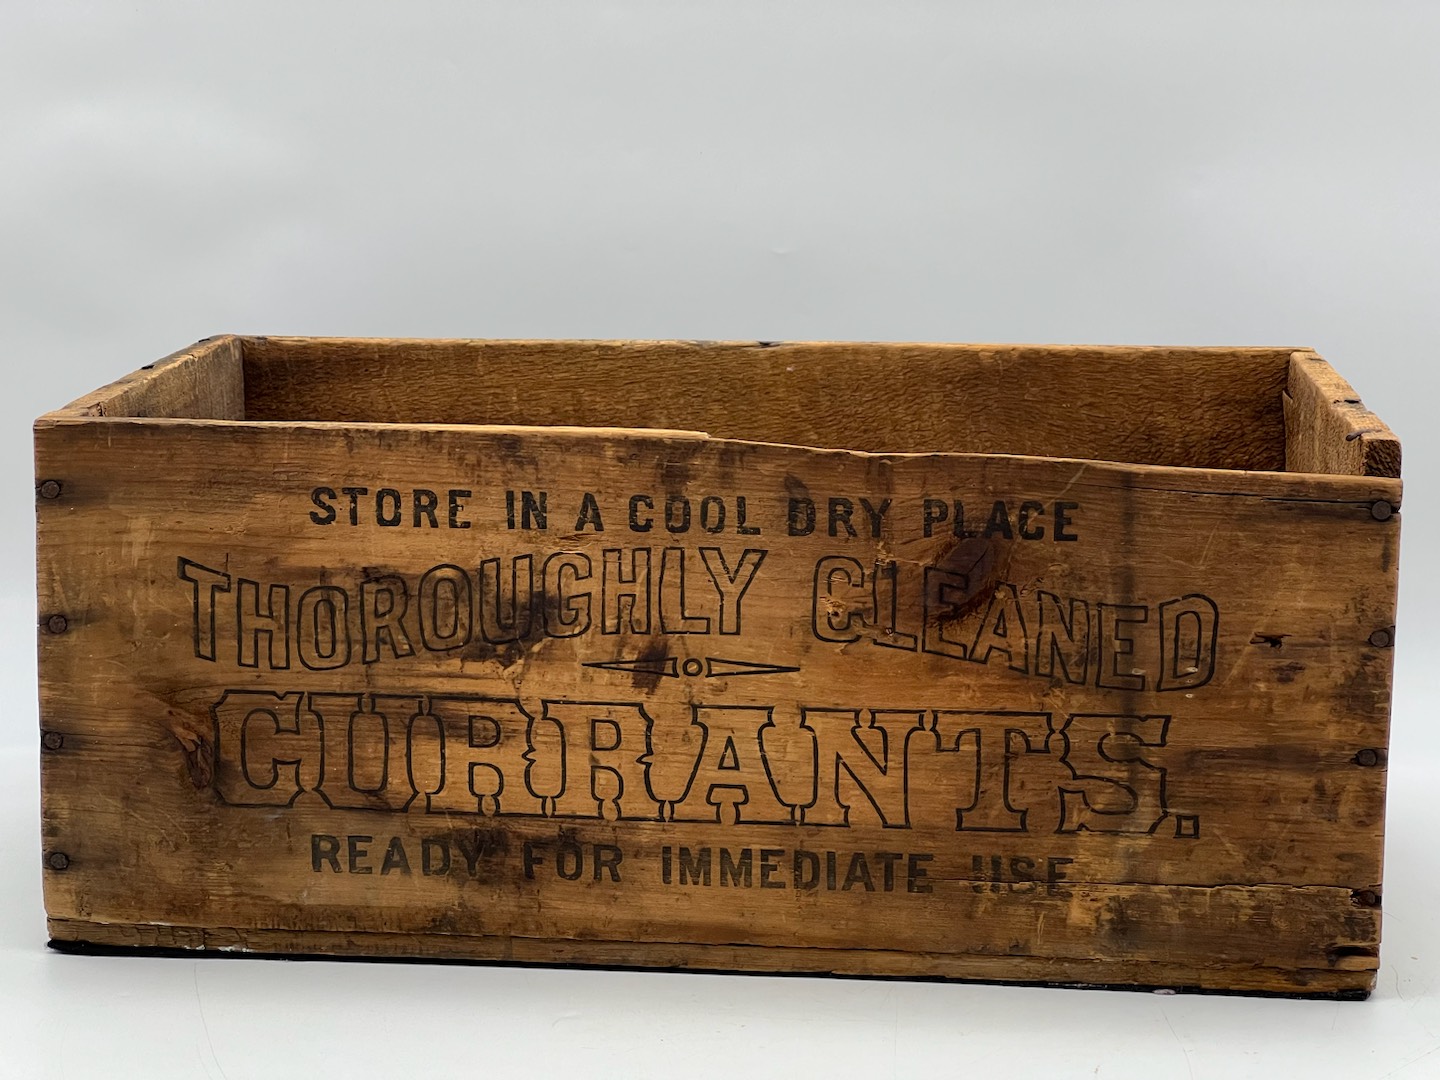 STORE IN A COOL DRY PLACE
THOROUGHLY CLEANED
CURRANTS.
READY FOR IMMEDIATE USE